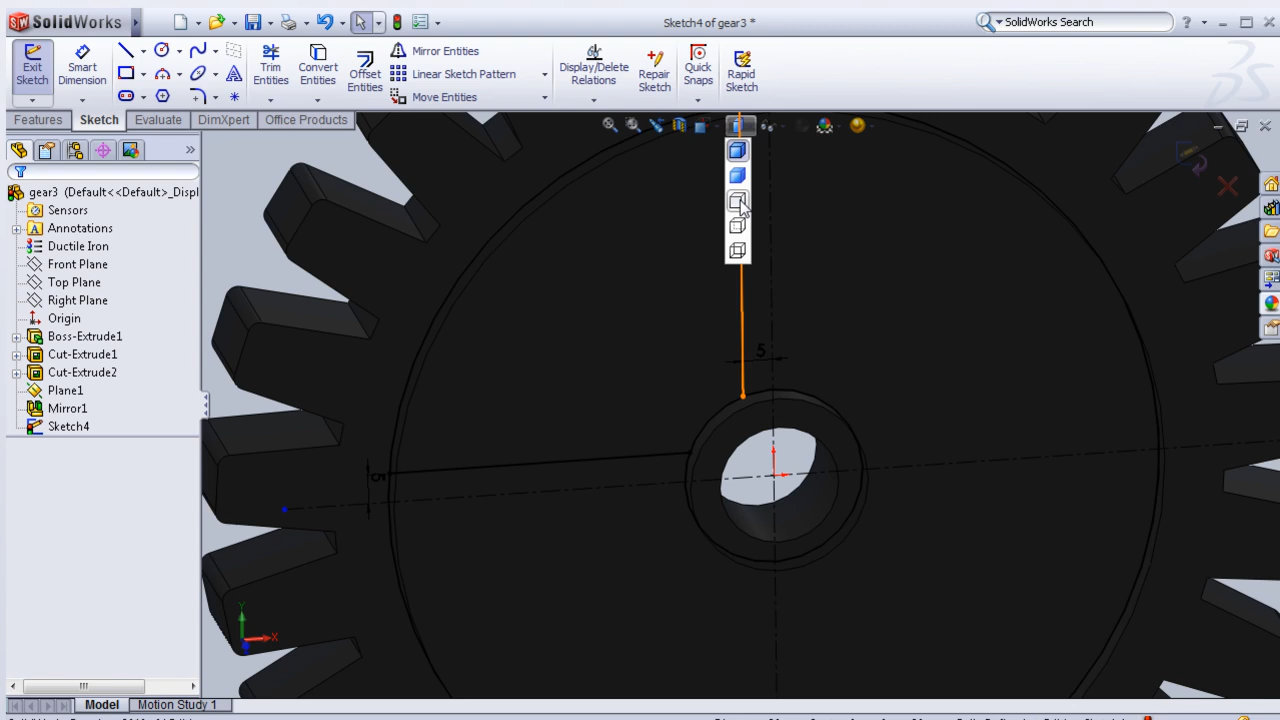 SolidWorks
Sketch4 of gear3 *
SolidWorks Search
?
Exit Sketch
Smart Dimension
Trim Entities
Convert Entities
Offset Entities
Mirror Entities
Linear Sketch Pattern
Move Entities
Display/Delete Relations
Repair Sketch
Quick Snaps
Rapid Sketch
Features
Sketch
Evaluate
DimXpert
Office Products
gear3 (Default<<Default>_Displ
Sensors
Annotations
Ductile Iron
Front Plane
Top Plane
Right Plane
Origin
Boss-Extrude1
Cut-Extrude1
Cut-Extrude2
Plane1
Mirror1
Sketch4
5
5
Y
X
Model
Motion Study 1